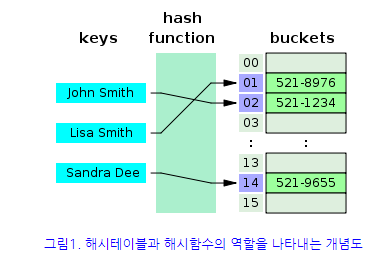 hash
keys function buckets
00
John Smith 01 521-8976
02 521-1234
Lisa Smith 03
: :
13
Sandra Dee 14 521-9655
15
그림1. 해시테이블과 해시함수의 역할을 나타내는 개념도